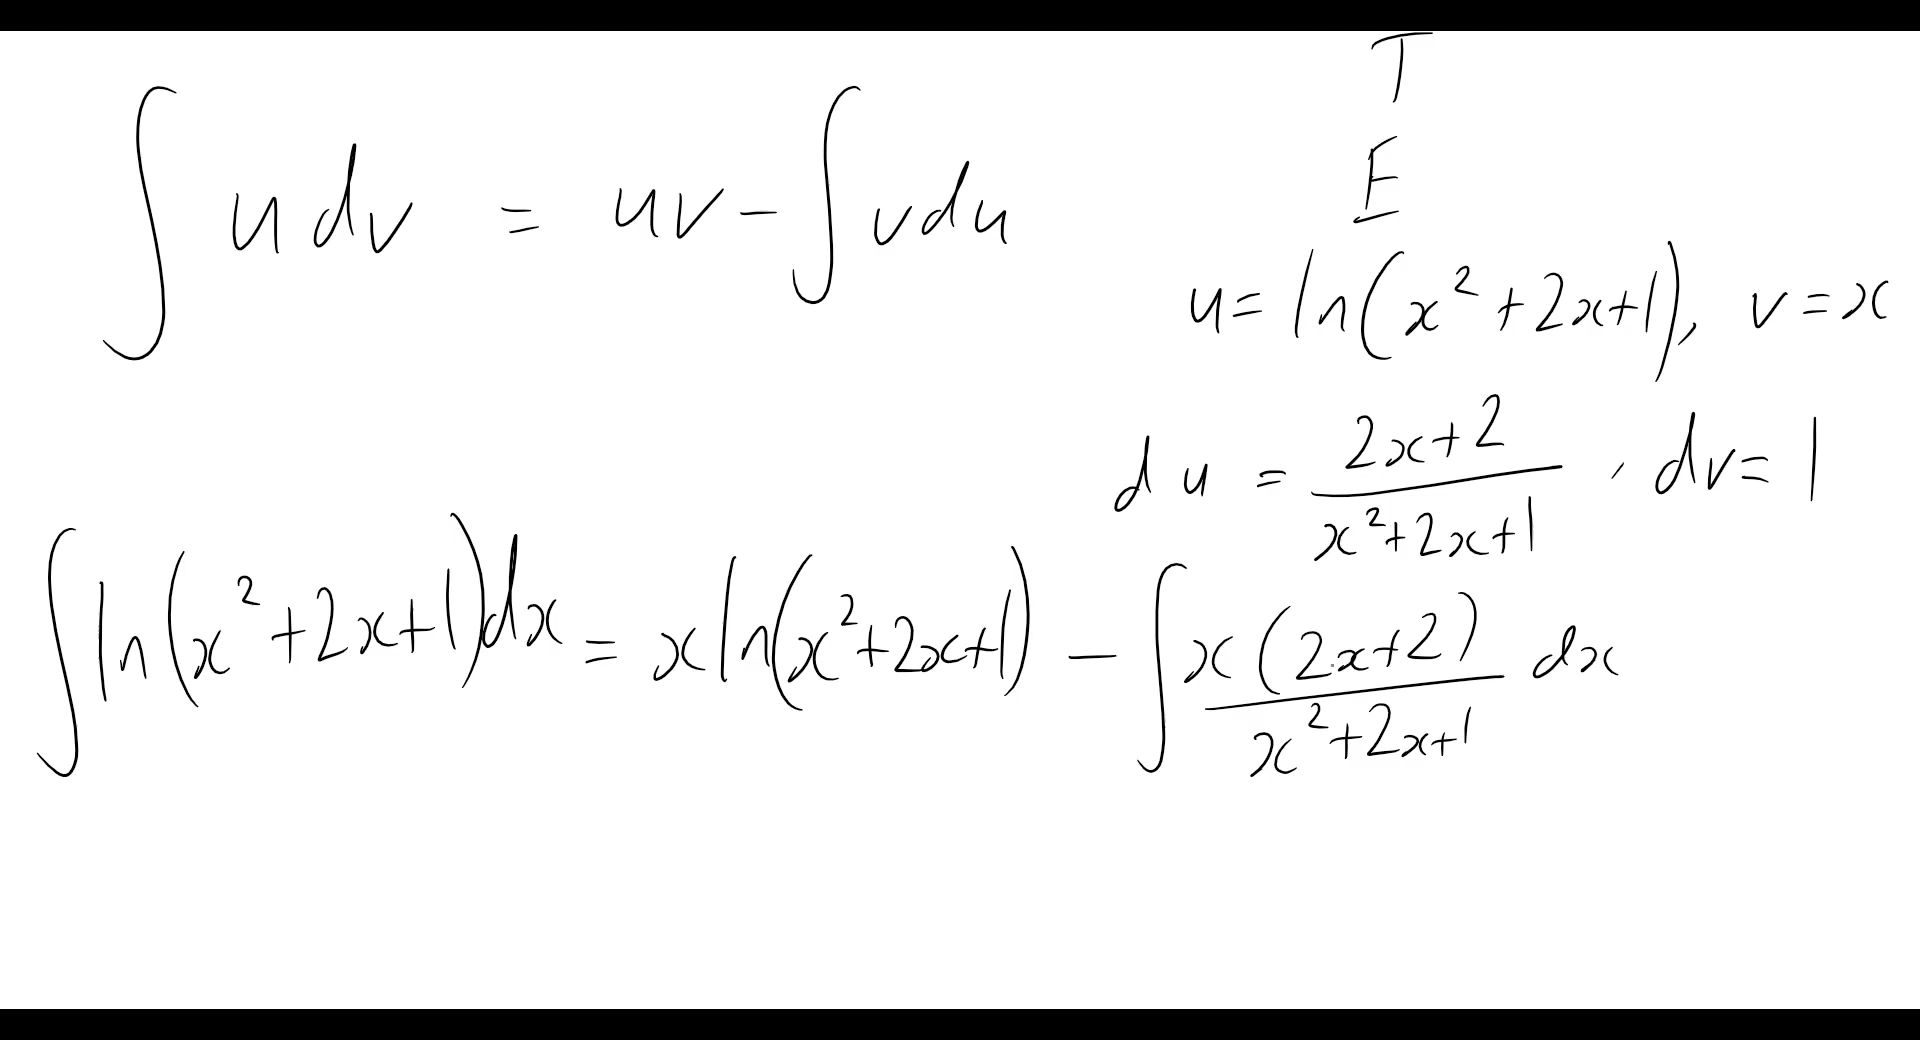 T
E
∫ u dv = uv - ∫ v du
u = ln(x² + 2x + 1), v = x
du = (2x+2)/(x²+2x+1), dv = 1
∫ ln(x² + 2x + 1) dx = x ln(x² + 2x + 1) - ∫ x(2x+2)/(x²+2x+1) dx